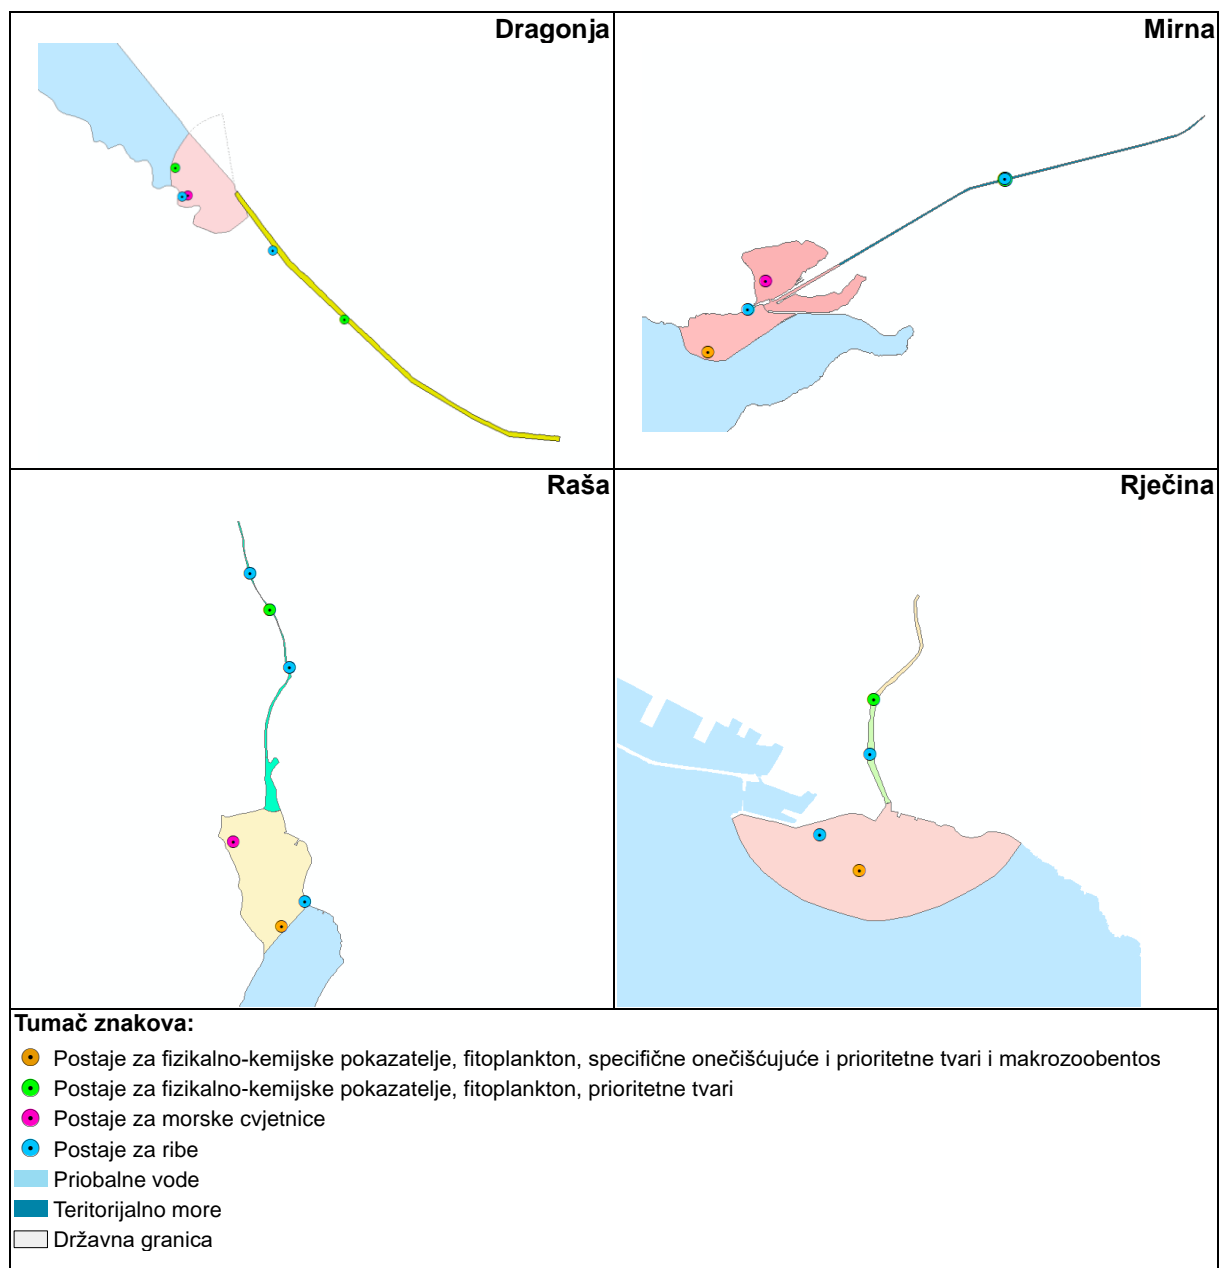 Dragonja
Mirna
Raša
Rječina
Tumač znakova:
Postaje za fizikalno-kemijske pokazatelje, fitoplankton, specifične onečišćujuće i prioritetne tvari i makrozoobentos
Postaje za fizikalno-kemijske pokazatelje, fitoplankton, prioritetne tvari
Postaje za morske cvjetnice
Postaje za ribe
Priobalne vode
Teritorijalno more
Državna granica